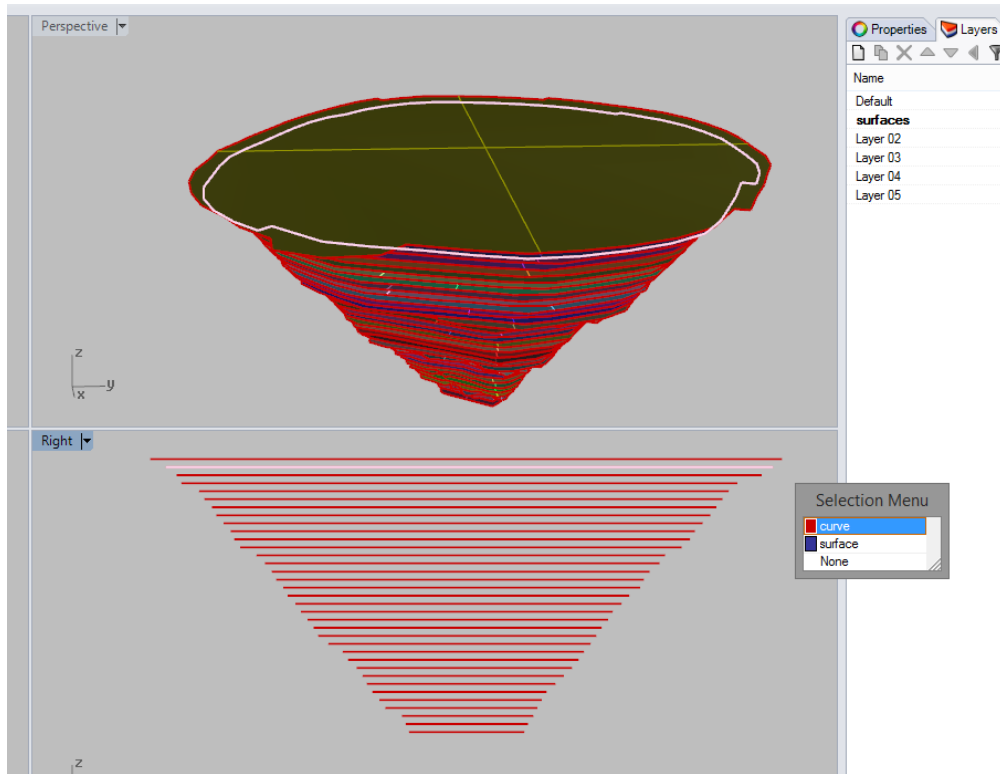 Perspective
Properties
Layers
Name
Default
surfaces
Layer 02
Layer 03
Layer 04
Layer 05
z
y
x
Right
Selection Menu
curve
surface
None
z